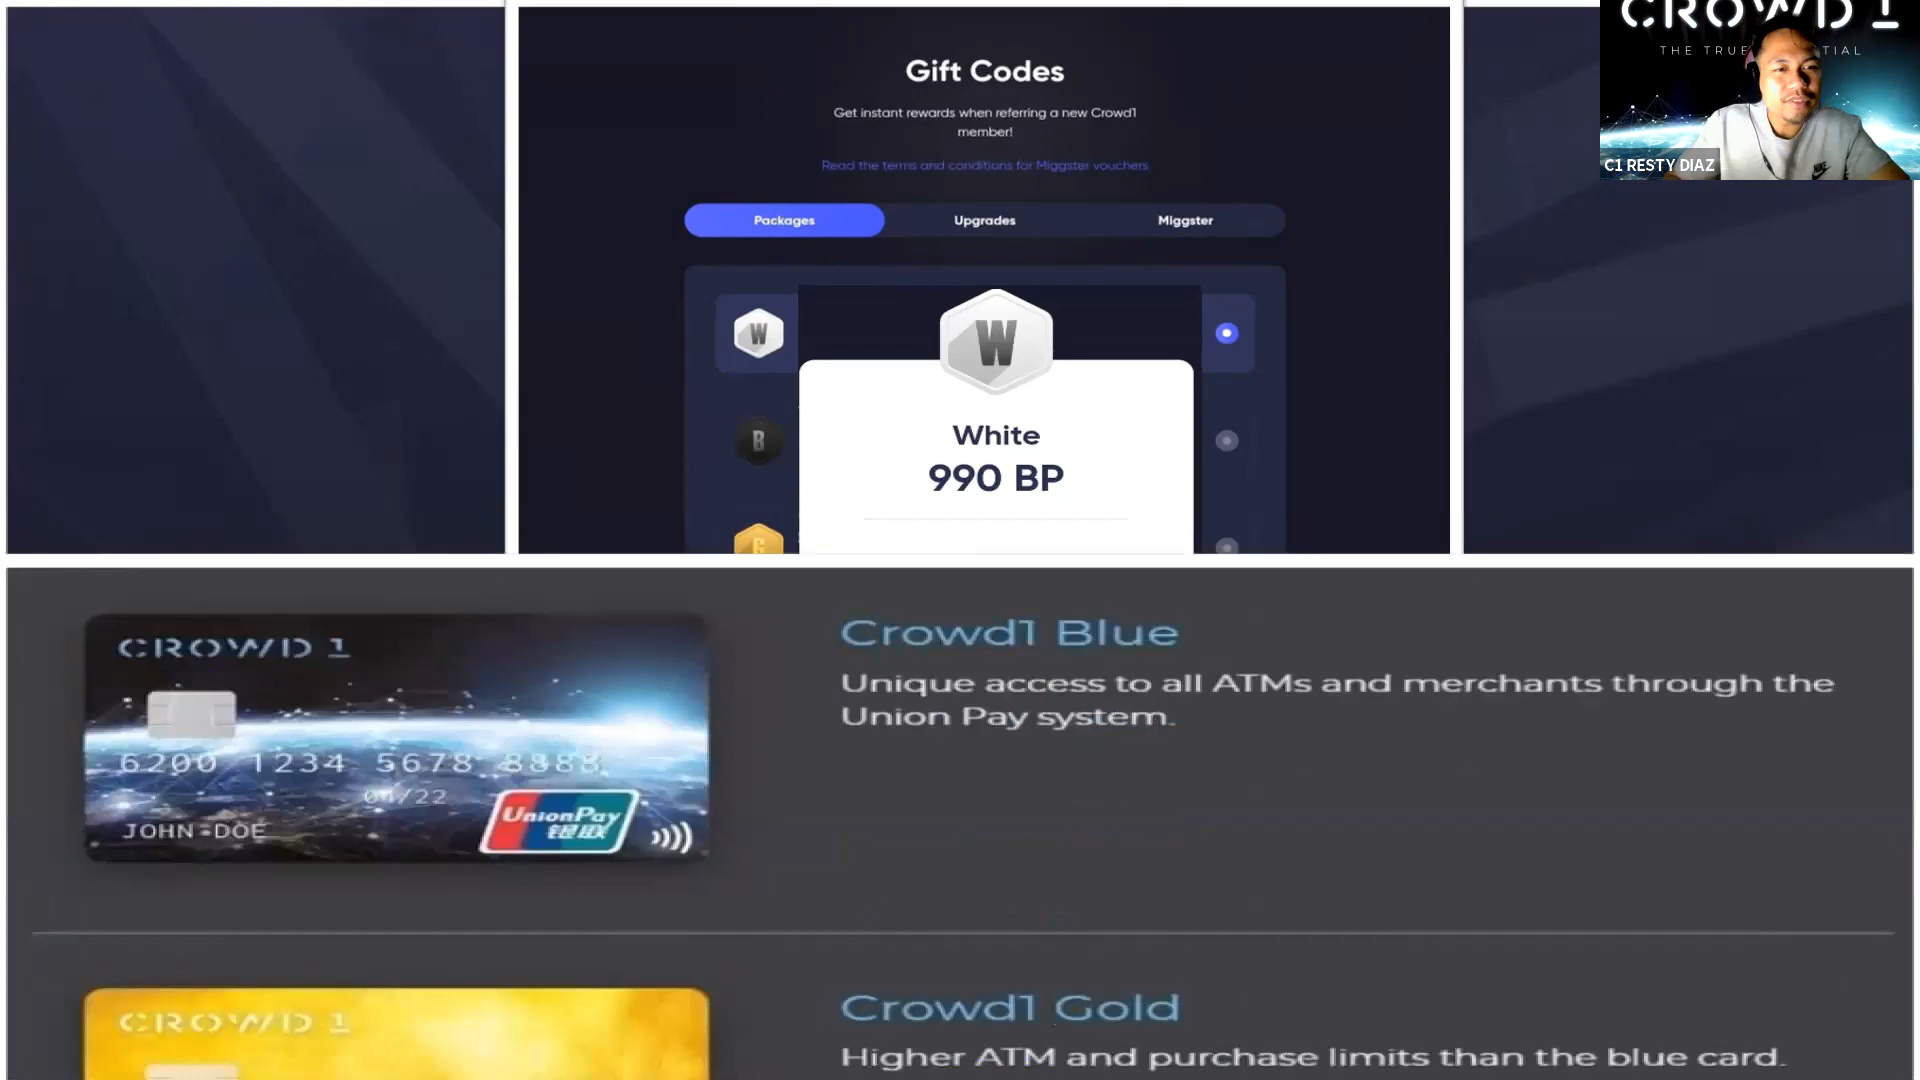 CROWD 1
THE TRUE
TIAL
C1 RESTY DIAZ
Gift Codes
Get instant rewards when referring a new Crowd1
member!
Read the terms and conditions for Miggster vouchers
Packages
Upgrades
Miggster
W
W
B
G
White
990 BP
CROWD 1
6200 1234 5678 8888
04/22
JOHN DOE
UnionPay
银联
Crowd1 Blue
Unique access to all ATMs and merchants through the
Union Pay system.
CROWD 1
Crowd1 Gold
Higher ATM and purchase limits than the blue card.